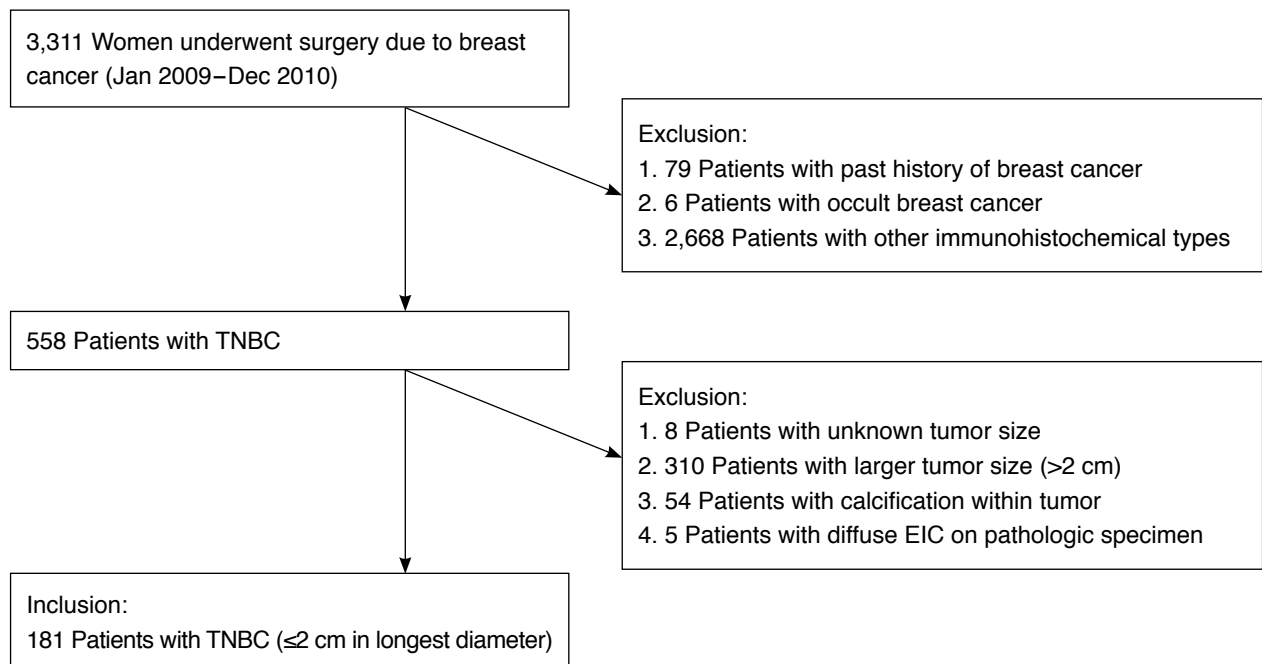 3,311 Women underwent surgery due to breast
cancer (Jan 2009–Dec 2010)
Exclusion:
1. 79 Patients with past history of breast cancer
2. 6 Patients with occult breast cancer
3. 2,668 Patients with other immunohistochemical types
558 Patients with TNBC
Exclusion:
1. 8 Patients with unknown tumor size
2. 310 Patients with larger tumor size (>2 cm)
3. 54 Patients with calcification within tumor
4. 5 Patients with diffuse EIC on pathologic specimen
Inclusion:
181 Patients with TNBC (≤2 cm in longest diameter)